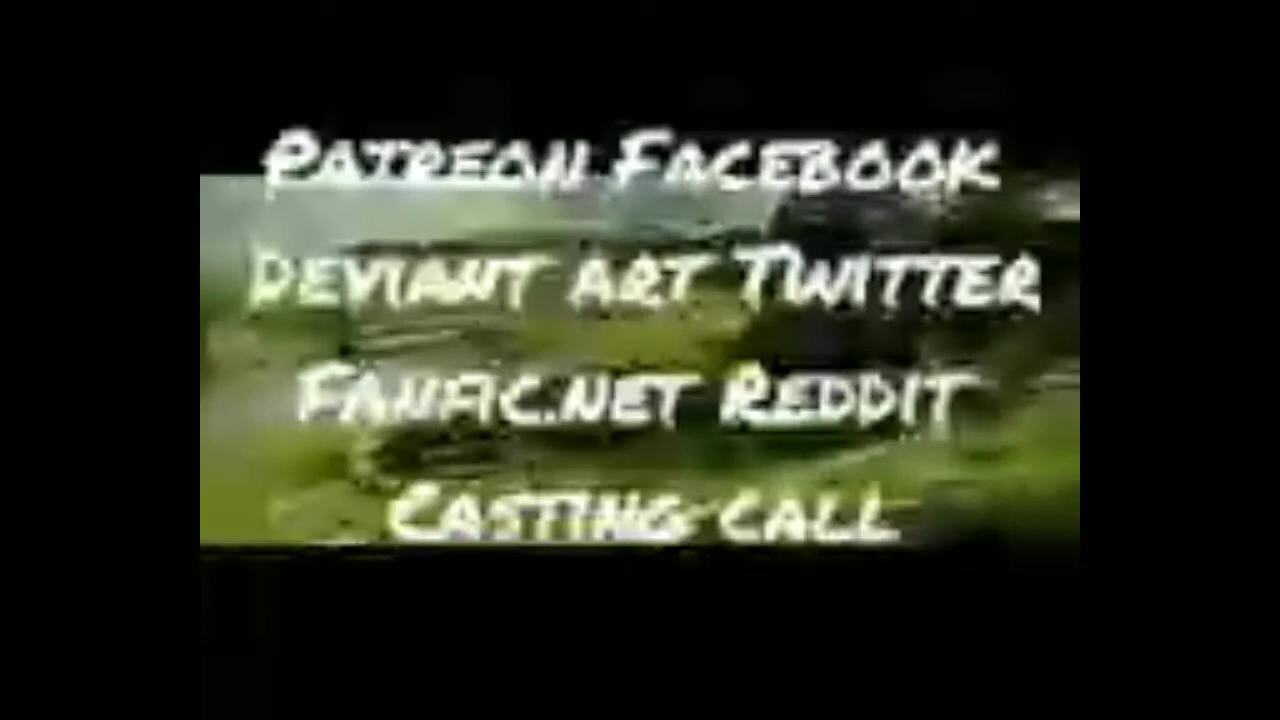 Patreon Facebook
Deviant art Twitter
Fanfic.net Reddit
Casting call